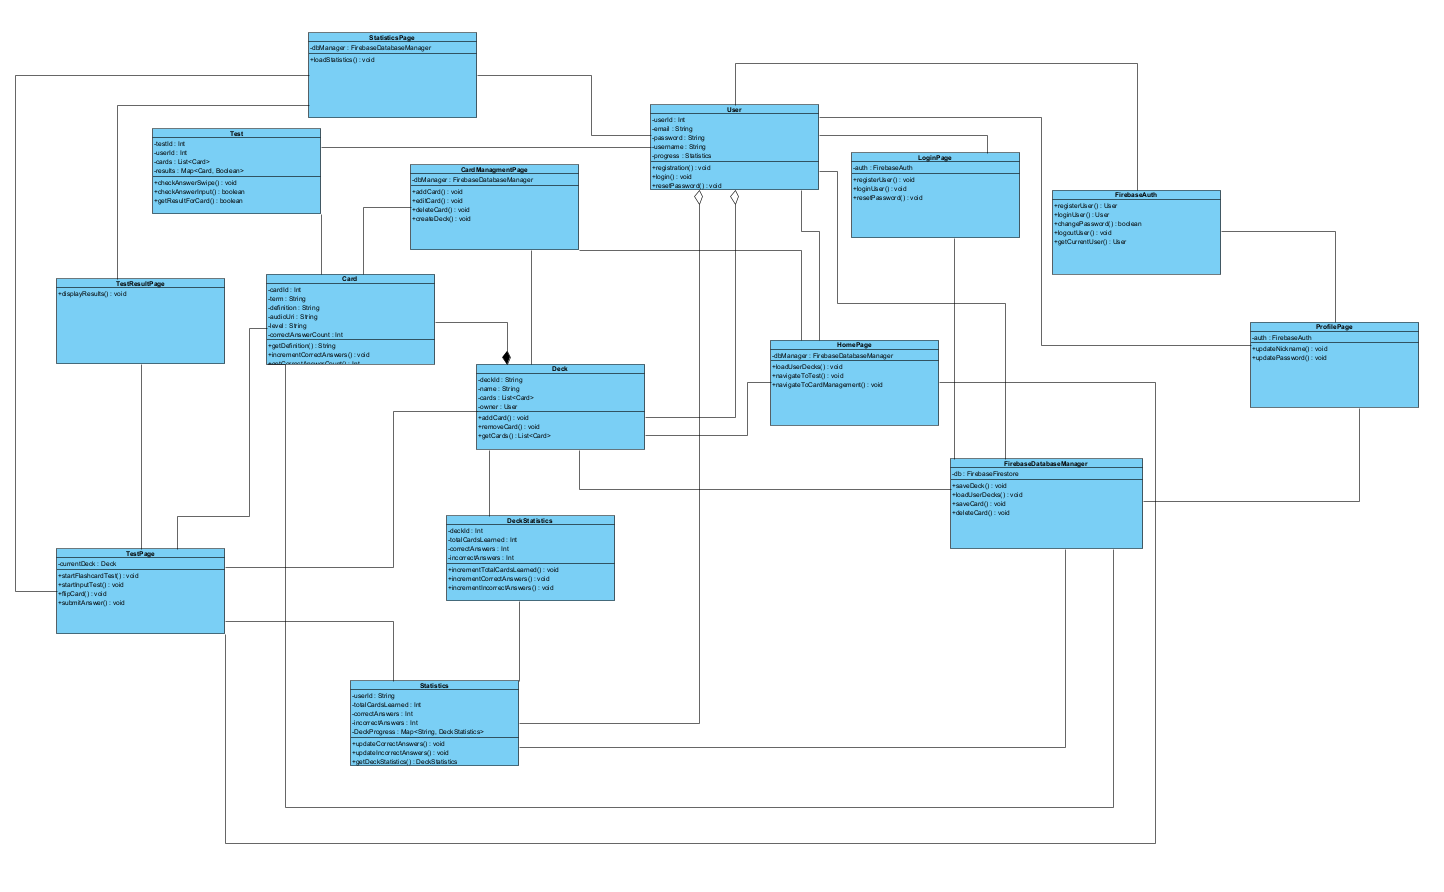 StatisticsPage
-dbManager : FirebaseDatabaseManager
+loadStatistics() : void
User
-userId : Int
-email : String
-password : String
-username : String
-progress : Statistics
+registration() : void
+login() : void
+resetPassword() : void
Test
-testId : Int
-userId : Int
-cards : List<Card>
-results : Map<Card, Boolean>
+checkAnswerSwipe() : void
+checkAnswerInput() : boolean
+getResultForCard() : boolean
CardManagmentPage
-dbManager : FirebaseDatabaseManager
+addCard() : void
+editCard() : void
+deleteCard() : void
+createDeck() : void
LoginPage
-auth : FirebaseAuth
+registerUser() : void
+loginUser() : void
+resetPassword() : void
FirebaseAuth
+registerUser() : User
+loginUser() : User
+changePassword() : boolean
+logoutUser() : void
+getCurrentUser() : User
TestResultPage
+displayResults() : void
Card
-cardId : Int
-term : String
-definition : String
-audioUri : String
-level : String
-correctAnswerCount : Int
+getDefinition() : String
+incrementCorrectAnswers() : void
+getCorrectAnswerCount() : Int
ProfilePage
-auth : FirebaseAuth
+updateNickname() : void
+updatePassword() : void
HomePage
-dbManager : FirebaseDatabaseManager
+loadUserDecks() : void
+navigateToTest() : void
+navigateToCardManagement() : void
Deck
-deckId : String
-name : String
-cards : List<Card>
-owner : User
+addCard() : void
+removeCard() : void
+getCards() : List<Card>
FirebaseDatabaseManager
-db : FirebaseFirestore
+saveDeck() : void
+loadUserDecks() : void
+saveCard() : void
+deleteCard() : void
DeckStatistics
-deckId : Int
-totalCardsLearned : Int
-correctAnswers : Int
-incorrectAnswers : Int
+incrementTotalCardsLearned() : void
+incrementCorrectAnswers() : void
+incrementIncorrectAnswers() : void
TestPage
-currentDeck : Deck
+startFlashcardTest() : void
+startInputTest() : void
+flipCard() : void
+submitAnswer() : void
Statistics
-userId : String
-totalCardsLearned : Int
-correctAnswers : Int
-incorrectAnswers : Int
-DeckProgress : Map<String, DeckStatistics>
+updateCorrectAnswers() : void
+updateIncorrectAnswers() : void
+getDeckStatistics() : DeckStatistics